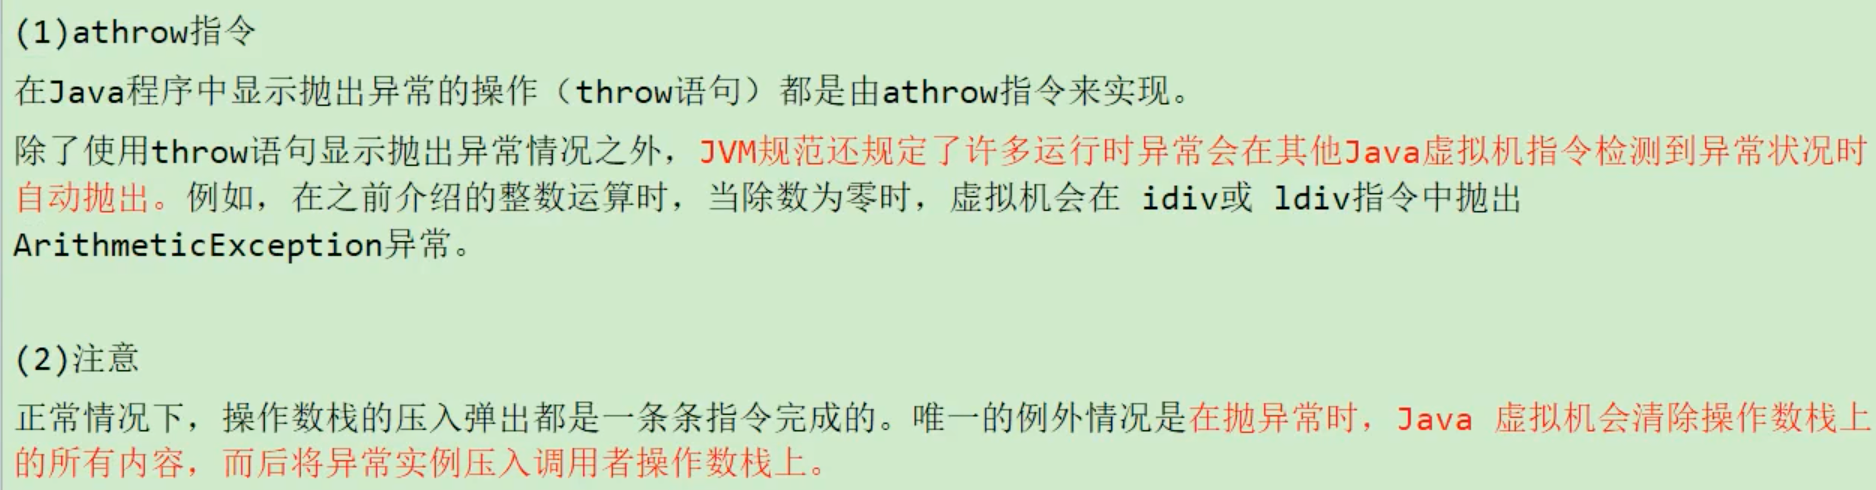 (1)athrow指令
在Java程序中显示抛出异常的操作（throw语句）都是由athrow指令来实现。
除了使用throw语句显示抛出异常情况之外，JVM规范还规定了许多运行时异常会在其他Java虚拟机指令检测到异常状况时
自动抛出。例如，在之前介绍的整数运算时，当除数为零时，虚拟机会在 idiv或 ldiv指令中抛出
ArithmeticException异常。
(2)注意
正常情况下，操作数栈的压入弹出都是一条条指令完成的。唯一的例外情况是在抛异常时，Java 虚拟机会清除操作数栈上
的所有内容，而后将异常实例压入调用者操作数栈上。